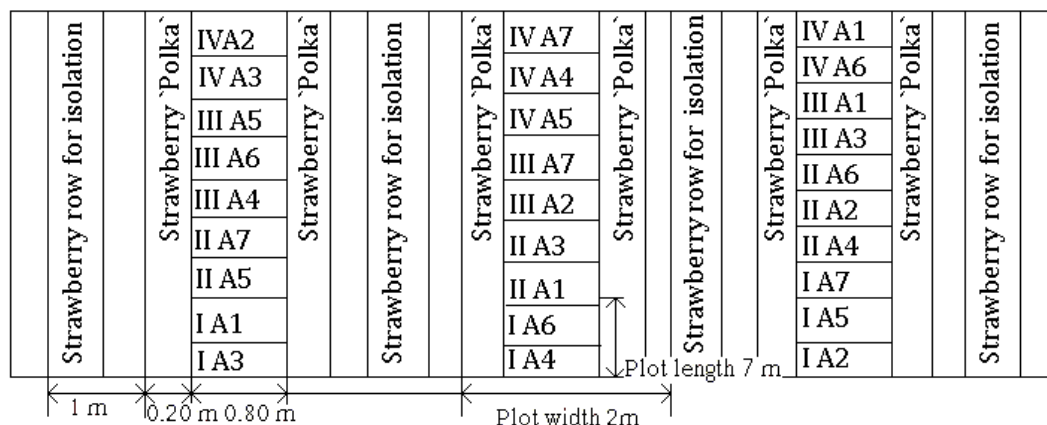 Strawberry row for isolation
Strawberry `Polka`
IVA2
IV A3
III A5
III A6
III A4
II A7
II A5
I A1
I A3
Strawberry `Polka`
Strawberry row for isolation
Strawberry `Polka`
IV A7
IV A4
IV A5
III A7
III A2
II A3
II A1
I A6
I A4
Strawberry `Polka`
Strawberry row for isolation
Strawberry `Polka`
IV A1
IV A6
III A1
III A3
II A6
II A2
II A4
I A7
I A5
I A2
Strawberry `Polka`
Strawberry row for isolation
Plot length 7 m
1 m
0.20 m 0.80 m
Plot width 2m